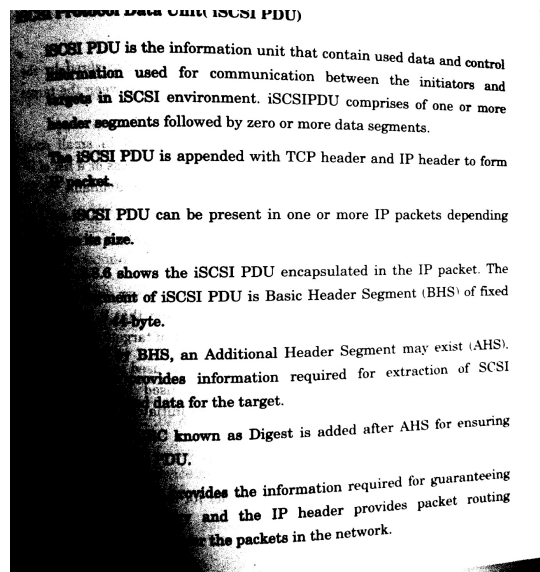 iSCSI Protocol Data Unit( iSCSI PDU)
iSCSI PDU is the information unit that contain used data and control
information used for communication between the initiators and
targets in iSCSI environment. iSCSIPDU comprises of one or more
header segments followed by zero or more data segments.
The iSCSI PDU is appended with TCP header and IP header to form
IP packet.
iSCSI PDU can be present in one or more IP packets depending
its size.
shows the iSCSI PDU encapsulated in the IP packet. The
of iSCSI PDU is Basic Header Segment (BHS) of fixed
byte.
BHS, an Additional Header Segment may exist (AHS).
provides information required for extraction of SCSI
data for the target.
known as Digest is added after AHS for ensuring
PDU.
provides the information required for guaranteeing
and the IP header provides packet routing
the packets in the network.